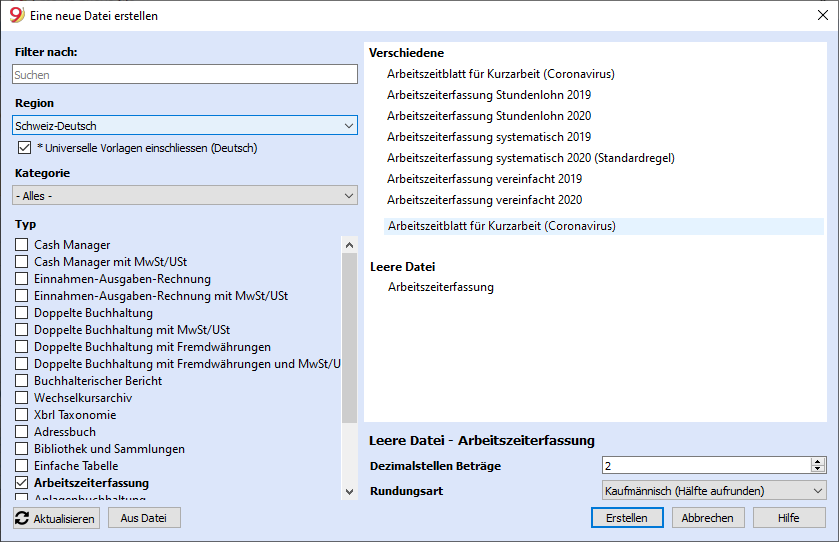 Eine neue Datei erstellen
Filter nach:
Suchen
Region
Schweiz-Deutsch
* Universelle Vorlagen einschliessen (Deutsch)
Kategorie
- Alles -
Typ
Cash Manager
Cash Manager mit MwSt/USt
Einnahmen-Ausgaben-Rechnung
Einnahmen-Ausgaben-Rechnung mit MwSt/USt
Doppelte Buchhaltung
Doppelte Buchhaltung mit MwSt/USt
Doppelte Buchhaltung mit Fremdwährungen
Doppelte Buchhaltung mit Fremdwährungen und MwSt/U
Buchhalterischer Bericht
Wechselkursarchiv
Xbrl Taxonomie
Adressbuch
Bibliothek und Sammlungen
Einfache Tabelle
Arbeitszeiterfassung
Anlagenbuchhaltung
Aktualisieren
Aus Datei
Verschiedene
Arbeitszeitblatt für Kurzarbeit (Coronavirus)
Arbeitszeiterfassung Stundenlohn 2019
Arbeitszeiterfassung Stundenlohn 2020
Arbeitszeiterfassung systematisch 2019
Arbeitszeiterfassung systematisch 2020 (Standardregel)
Arbeitszeiterfassung vereinfacht 2019
Arbeitszeiterfassung vereinfacht 2020
Arbeitszeitblatt für Kurzarbeit (Coronavirus)
Leere Datei
Arbeitszeiterfassung
Leere Datei - Arbeitszeiterfassung
Dezimalstellen Beträge
2
Rundungsart
Kaufmännisch (Hälfte aufrunden)
Erstellen
Abbrechen
Hilfe